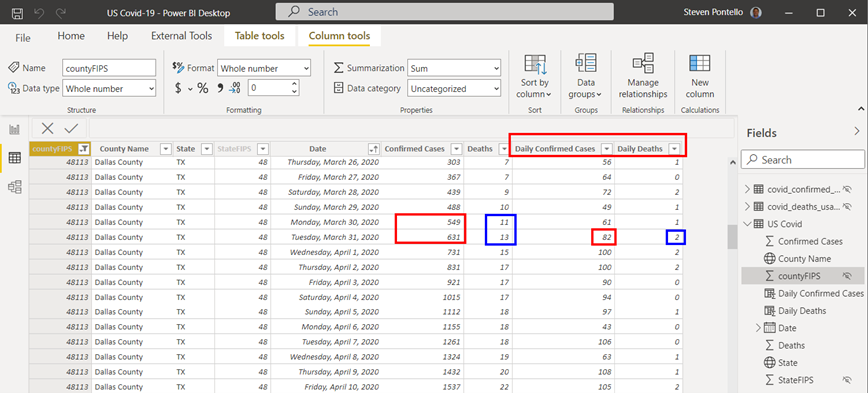 US Covid-19 - Power BI Desktop
Search
Steven Pontello
File
Home
Help
External Tools
Table tools
Column tools
Name
countyFIPS
Data type
Whole number
Structure
Format
Whole number
$ % 9 .00 0
Formatting
Summarization
Sum
Data category
Uncategorized
Properties
Sort by
column
Sort
Data
groups
Groups
Manage
relationships
Relationships
New
column
Calculations
countyFIPS County Name State StateFIPS Date Confirmed Cases Deaths Daily Confirmed Cases Daily Deaths
48113 Dallas County TX 48 Thursday, March 26, 2020 303 7 56 1
48113 Dallas County TX 48 Friday, March 27, 2020 367 7 64 0
48113 Dallas County TX 48 Saturday, March 28, 2020 439 9 72 2
48113 Dallas County TX 48 Sunday, March 29, 2020 488 10 49 1
48113 Dallas County TX 48 Monday, March 30, 2020 549 11 61 1
48113 Dallas County TX 48 Tuesday, March 31, 2020 631 13 82 2
48113 Dallas County TX 48 Wednesday, April 1, 2020 731 15 100 2
48113 Dallas County TX 48 Thursday, April 2, 2020 831 17 100 2
48113 Dallas County TX 48 Friday, April 3, 2020 921 17 90 0
48113 Dallas County TX 48 Saturday, April 4, 2020 1015 17 94 0
48113 Dallas County TX 48 Sunday, April 5, 2020 1112 18 97 1
48113 Dallas County TX 48 Monday, April 6, 2020 1155 18 43 0
48113 Dallas County TX 48 Tuesday, April 7, 2020 1261 18 106 0
48113 Dallas County TX 48 Wednesday, April 8, 2020 1324 19 63 1
48113 Dallas County TX 48 Thursday, April 9, 2020 1432 20 108 1
48113 Dallas County TX 48 Friday, April 10, 2020 1537 22 105 2
Fields
Search
covid_confirmed_...
covid_deaths_usa...
US Covid
Confirmed Cases
County Name
countyFIPS
Daily Confirmed Cases
Daily Deaths
Date
Deaths
State
StateFIPS